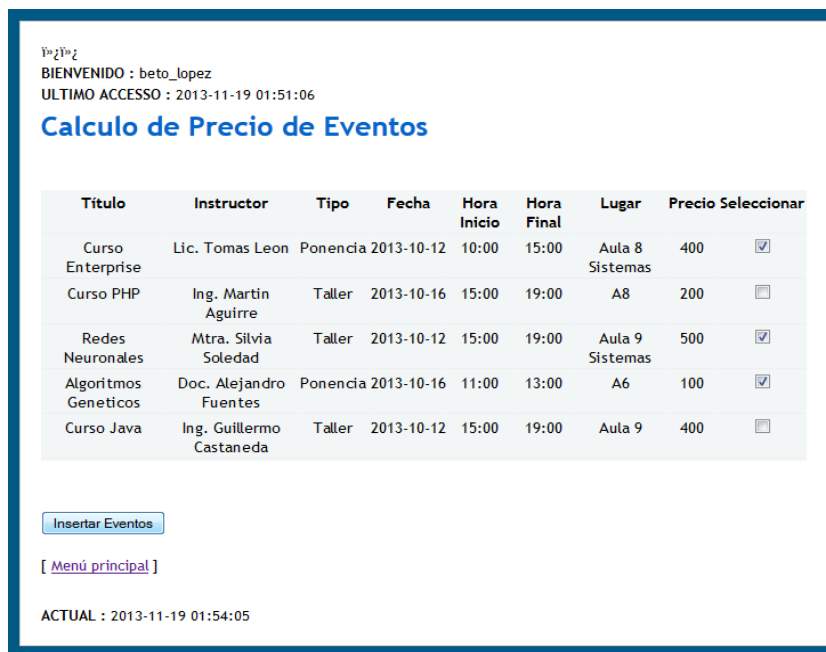 ï»¿ï»¿
BIENVENIDO : beto_lopez
ULTIMO ACCESSO : 2013-11-19 01:51:06
Calculo de Precio de Eventos
Título Instructor Tipo Fecha Hora Inicio Hora Final Lugar Precio Seleccionar
Curso Enterprise Lic. Tomas Leon Ponencia 2013-10-12 10:00 15:00 Aula 8 Sistemas 400
Curso PHP Ing. Martin Aguirre Taller 2013-10-16 15:00 19:00 A8 200
Redes Neuronales Mtra. Silvia Soledad Taller 2013-10-12 15:00 19:00 Aula 9 Sistemas 500
Algoritmos Geneticos Doc. Alejandro Fuentes Ponencia 2013-10-16 11:00 13:00 A6 100
Curso Java Ing. Guillermo Castaneda Taller 2013-10-12 15:00 19:00 Aula 9 400
Insertar Eventos
[ Menú principal ]
ACTUAL : 2013-11-19 01:54:05